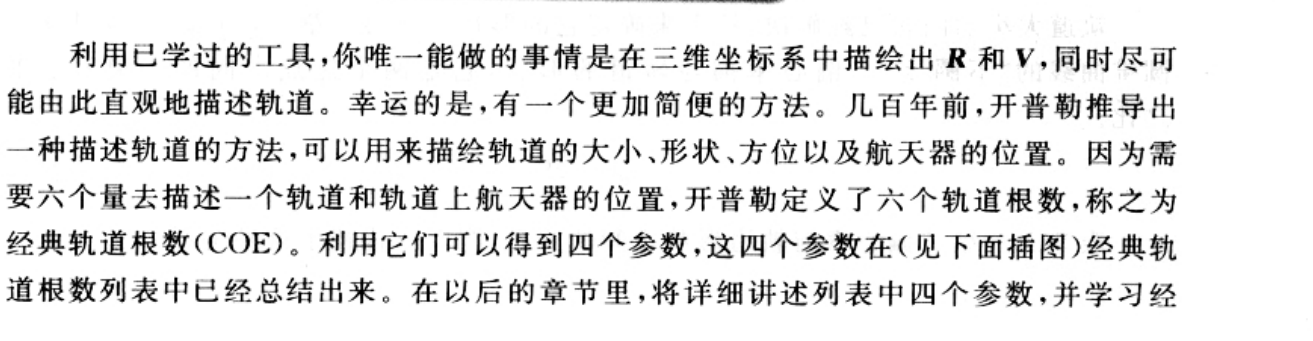 利用已学过的工具,你唯一能做的事情是在三维坐标系中描绘出 R 和 V,同时尽可
能由此直观地描述轨道。幸运的是,有一个更加简便的方法。几百年前,开普勒推导出
一种描述轨道的方法,可以用来描绘轨道的大小、形状、方位以及航天器的位置。因为需
要六个量去描述一个轨道和轨道上航天器的位置,开普勒定义了六个轨道根数,称之为
经典轨道根数(COE)。利用它们可以得到四个参数,这四个参数在(见下面插图)经典轨
道根数列表中已经总结出来。在以后的章节里,将详细讲述列表中四个参数,并学习经